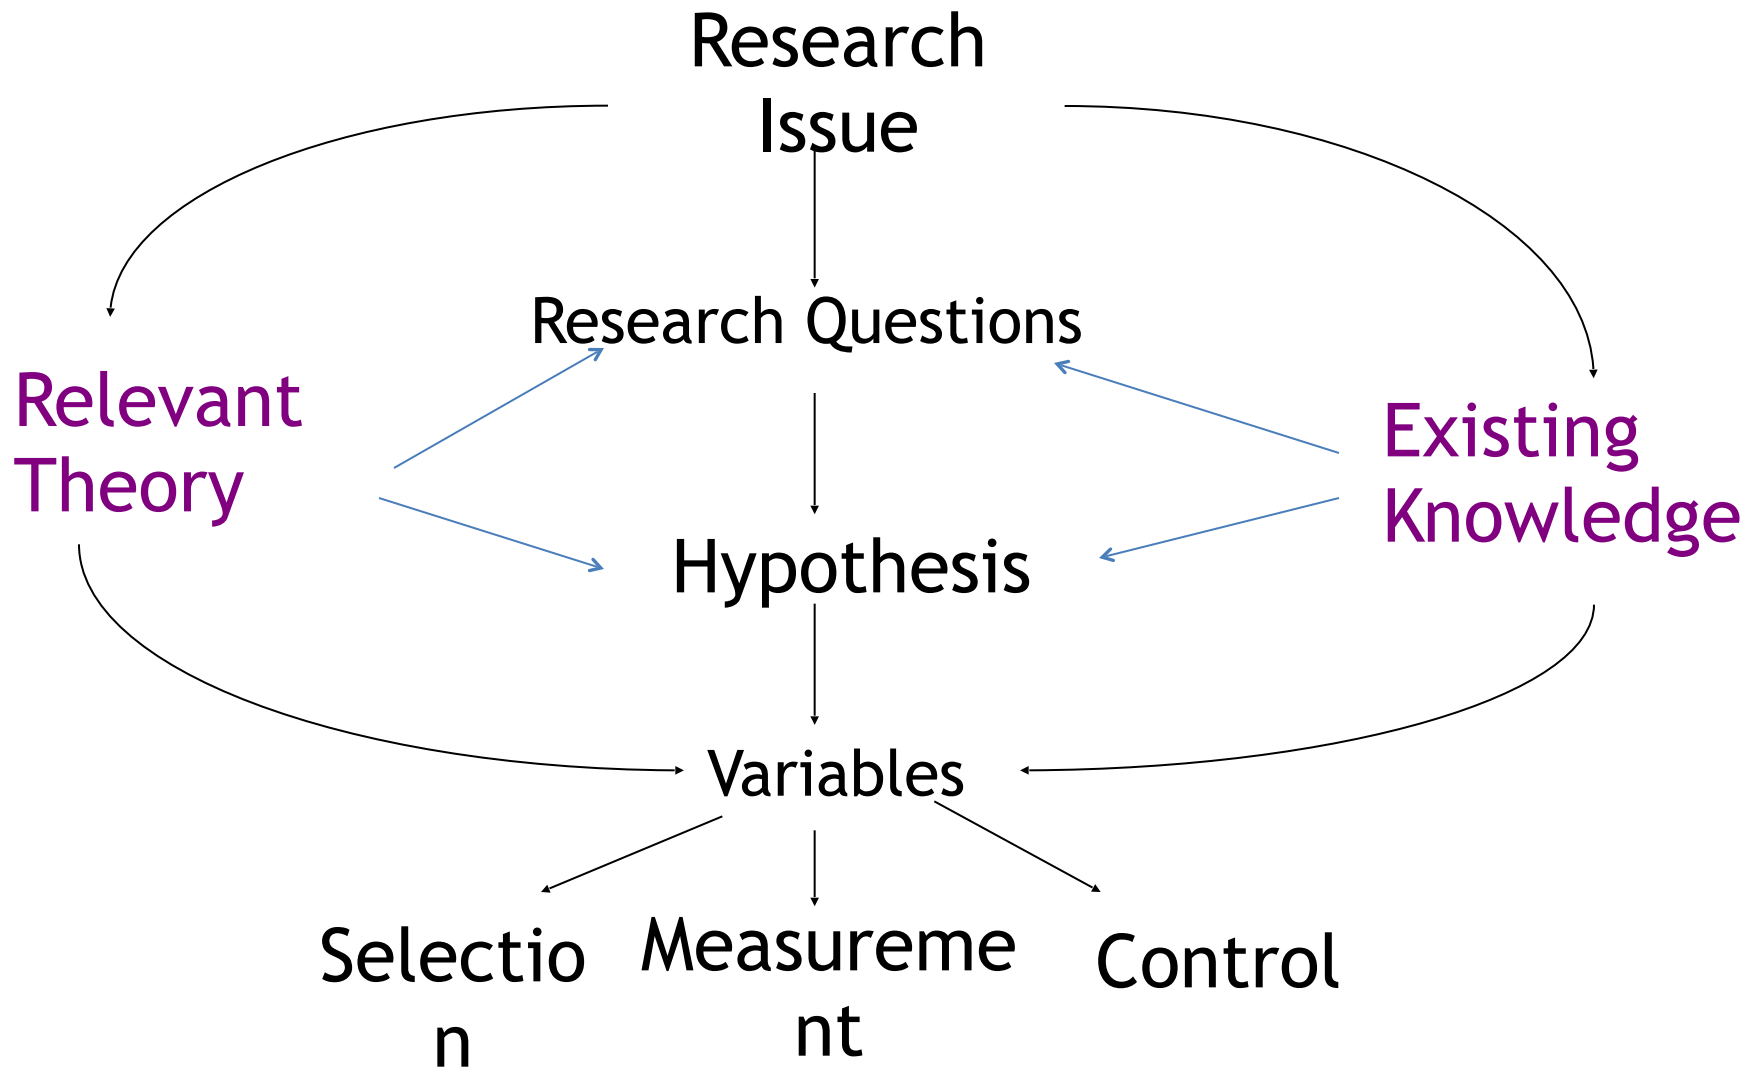 Research
Issue
Research Questions
Relevant
Theory
Existing
Knowledge
Hypothesis
Variables
Selectio
n
Measureme
nt
Control